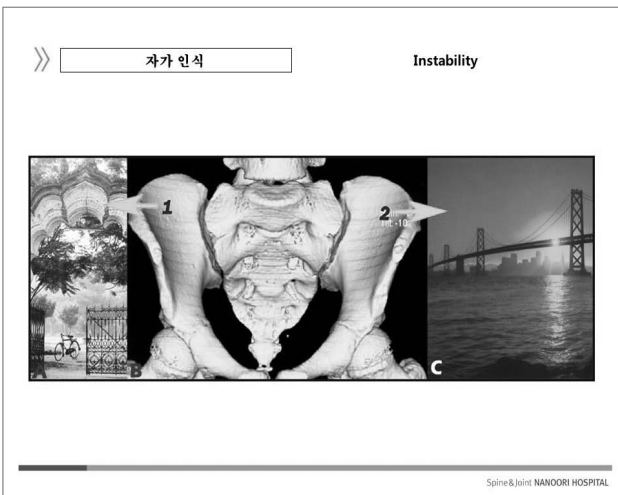 자가 인식
Instability
1
2
A
B
C
Spine&Joint NANOORI HOSPITAL